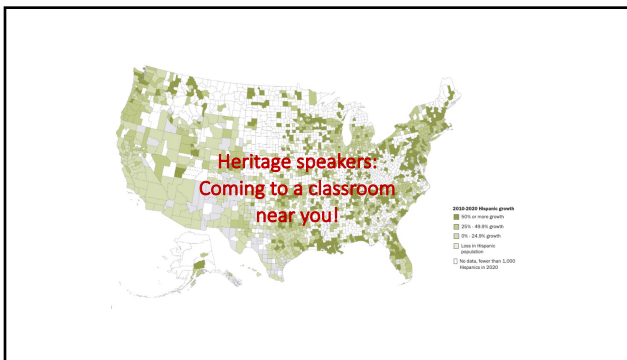 Heritage speakers:
Coming to a classroom
near you!
2010-2020 Hispanic growth
50% or more growth
25% - 49.9% growth
0% - 24.9% growth
Loss in Hispanic
population
No data, fewer than 1,000
Hispanics in 2020